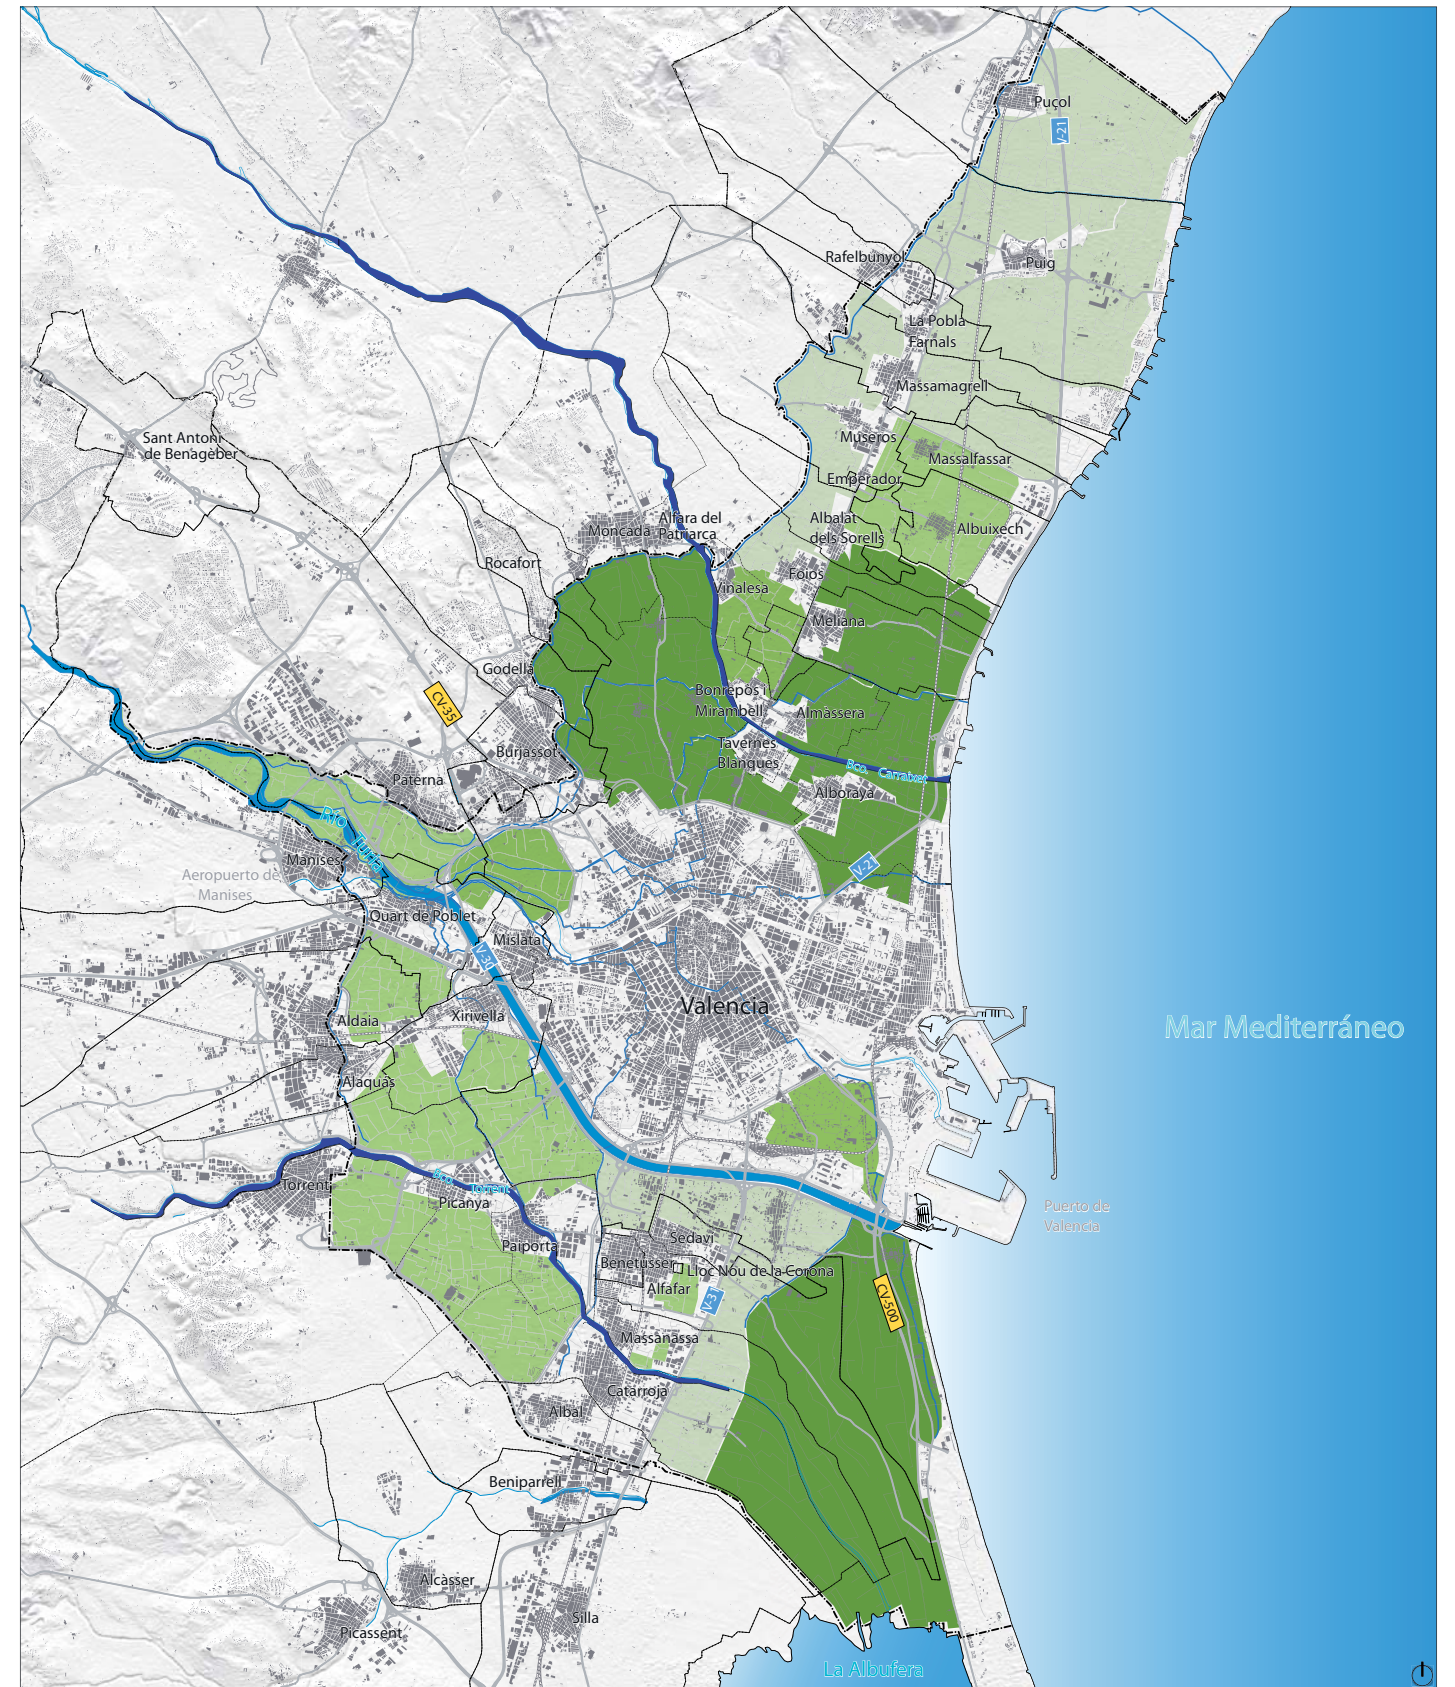 Puçol
V-21
Rafelbunyol
Puig
La Pobla
Farnals
Massamagrell
Museros
Sant Antoni
de Benagèber
Massalfassar
Emperador
Albalat
dels Sorells
Albuixech
Moncada
Alfara del
Patriarca
Rocafort
Foios
Vinalesa
Meliana
Godella
CV-35
Bonrepòs i
Mirambell
Almàssera
Burjassot
Tavernes
Blanques
Bco. Carraixet
Paterna
Alboraya
Río Turia
Manises
V-21
Aeropuerto de
Manises
Quart de Poblet
Mislata
V-30
Valencia
Xirivella
Aldaia
Mar Mediterráneo
Alaquàs
Torrent
Bco. Torrent
Picanya
Puerto de
Valencia
Paiporta
Sedaví
Benetússer
Lloc Nou de la Corona
Alfafar
V-31
CV-500
Massanassa
Catarroja
Albal
Beniparrell
Alcàsser
Silla
Picassent
La Albufera